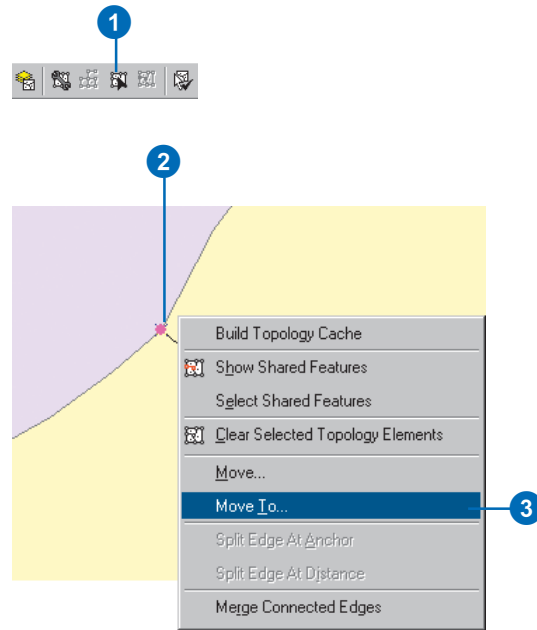 1
2
Build Topology Cache
Show Shared Features
Select Shared Features
Clear Selected Topology Elements
Move...
Move To...
3
Split Edge At Anchor
Split Edge At Distance
Merge Connected Edges